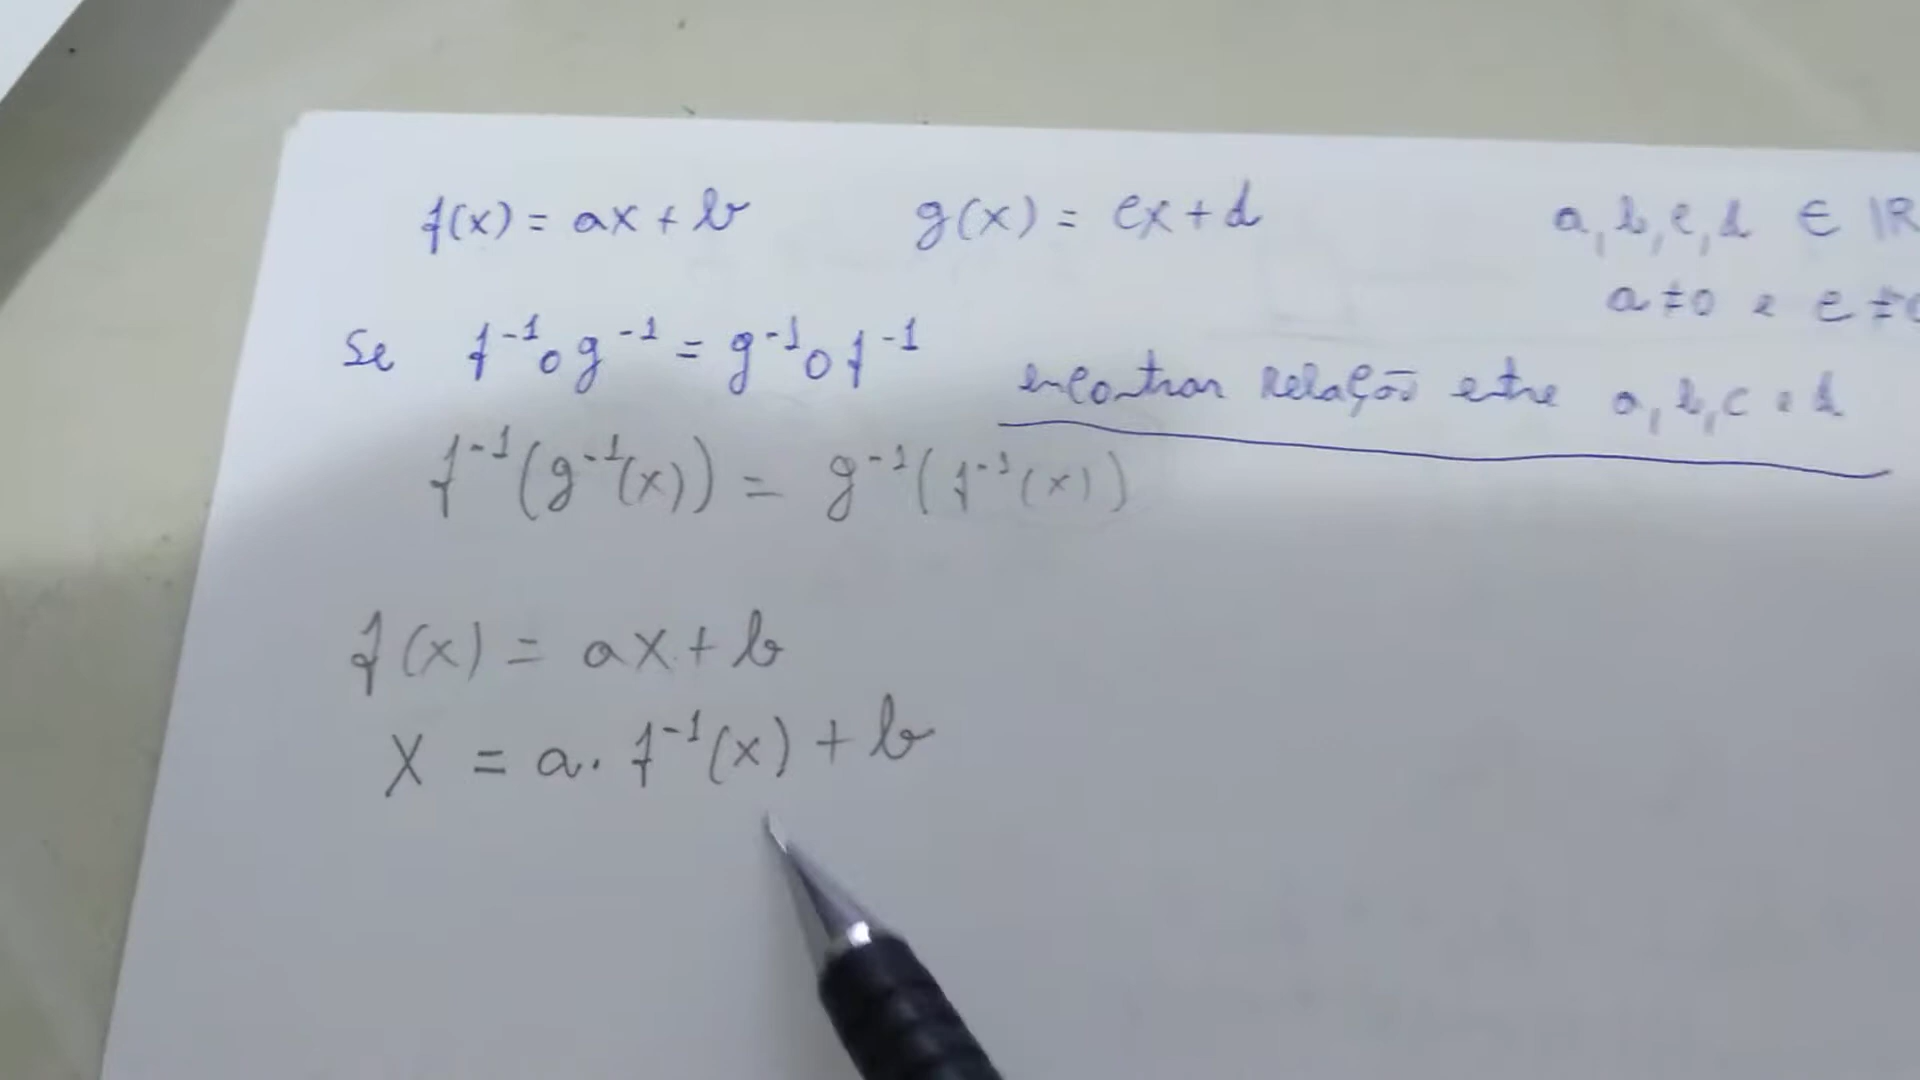 f(x) = ax + b g(x) = cx + d a, b, c, d ∈ IR
a ≠ 0 e c ≠ 0
Se f⁻¹ o g⁻¹ = g⁻¹ o f⁻¹ encontrar relação entre a, b, c e d
f⁻¹(g⁻¹(x)) = g⁻¹(f⁻¹(x))
f(x) = ax + b
X = a. f⁻¹(x) + b